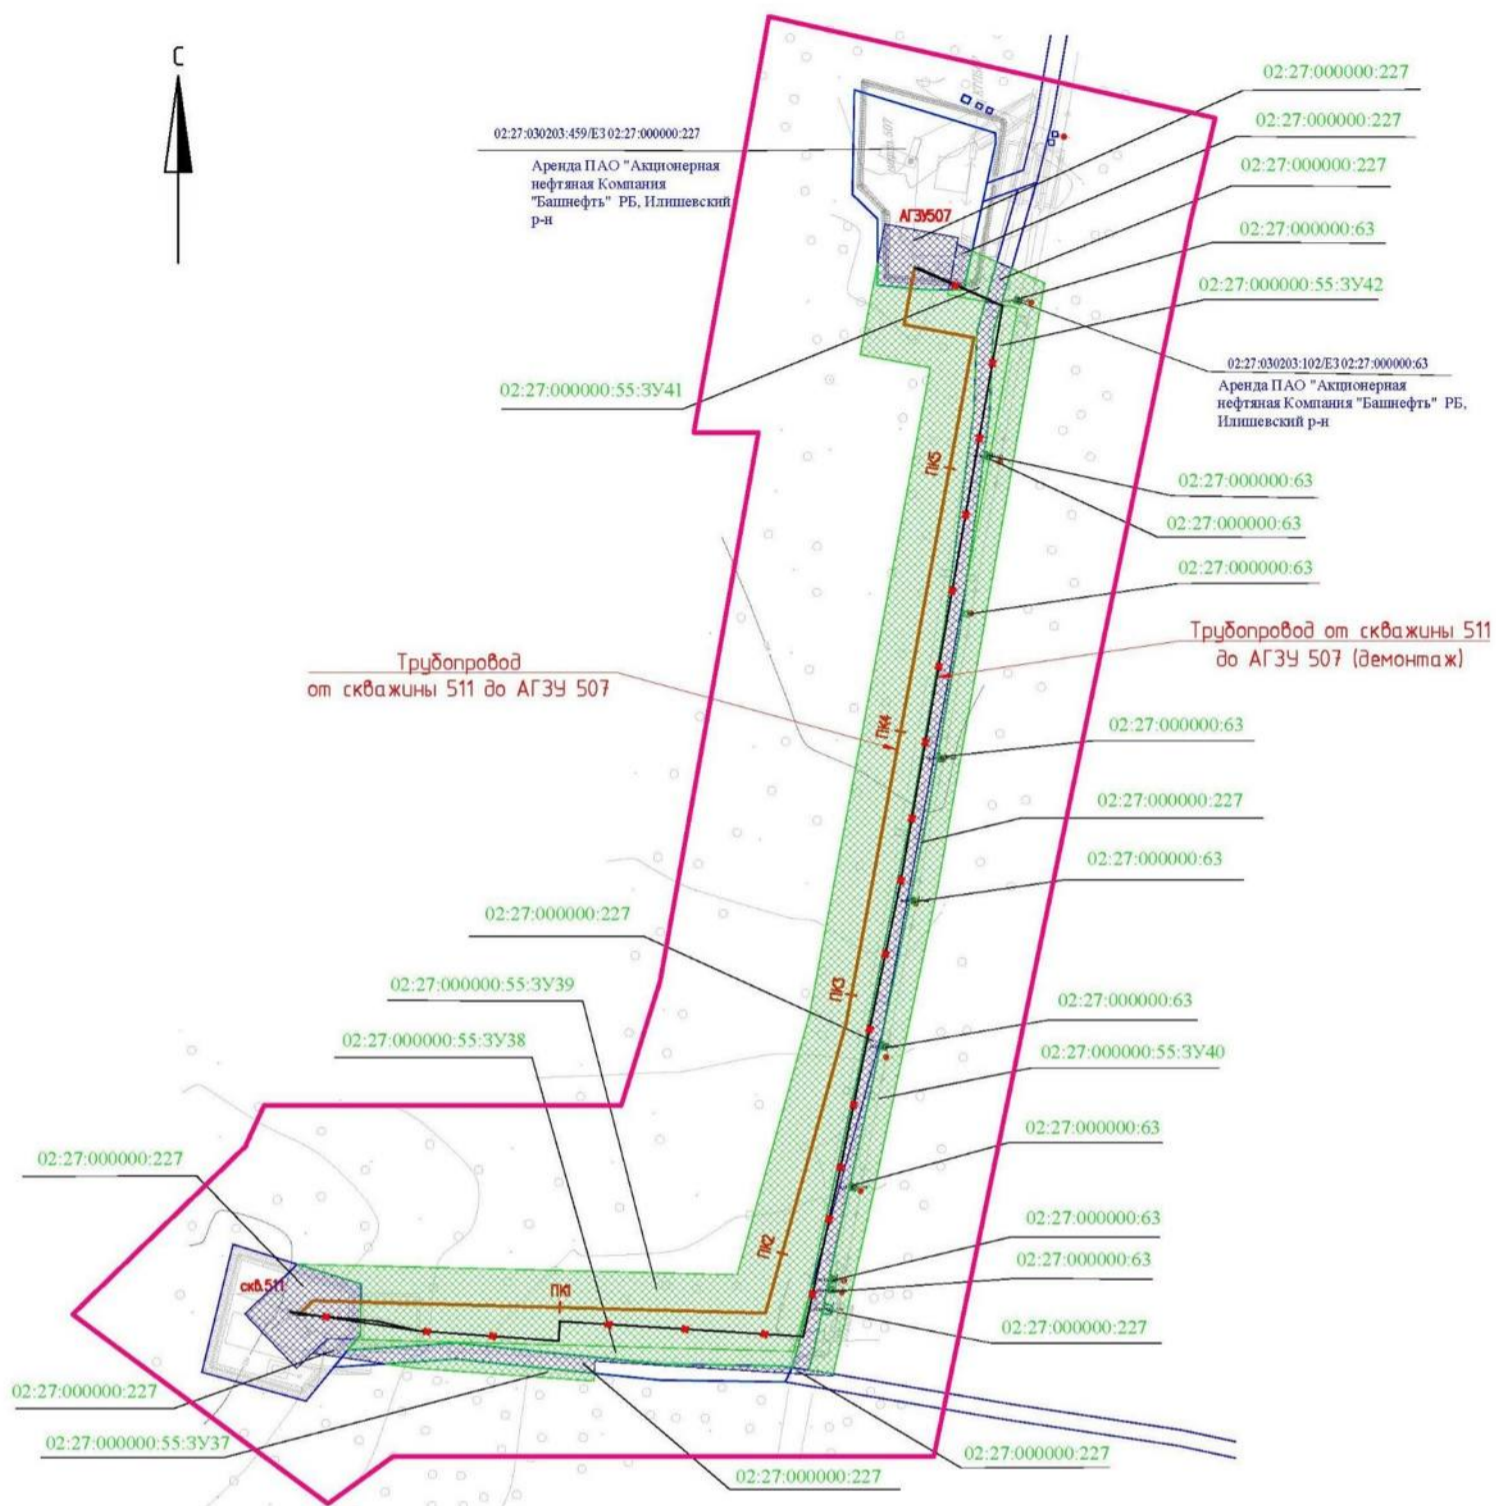 С
02:27:000000:227
02:27:000000:227
02:27:030203:459/ЕЗ 02:27:000000:227
Аренда ПАО "Акционерная
нефтяная Компания
"Башнефть" РБ, Илишевский
р-н
02:27:000000:227
АГЗУ507
02:27:000000:63
02:27:000000:55:ЗУ42
02:27:030203:102/ЕЗ 02:27:000000:63
Аренда ПАО "Акционерная
нефтяная Компания "Башнефть" РБ,
Илишевский р-н
02:27:000000:55:ЗУ41
ПК5
02:27:000000:63
02:27:000000:63
02:27:000000:63
Трубопровод от скважины 511
до АГЗУ 507 (демонтаж)
Трубопровод
от скважины 511 до АГЗУ 507
ПК4
02:27:000000:63
02:27:000000:227
02:27:000000:63
02:27:000000:227
02:27:000000:55:ЗУ39
ПК3
02:27:000000:63
02:27:000000:55:ЗУ38
02:27:000000:55:ЗУ40
02:27:000000:63
02:27:000000:227
02:27:000000:63
ПК2
02:27:000000:63
скв.511
ПК1
02:27:000000:227
02:27:000000:227
02:27:000000:55:ЗУ37
02:27:000000:227
02:27:000000:227